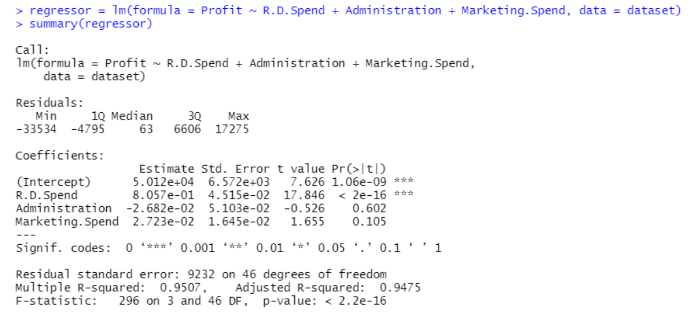 > regressor = lm(formula = Profit ~ R.D.Spend + Administration + Marketing.Spend, data = dataset)
> summary(regressor)
Call:
lm(formula = Profit ~ R.D.Spend + Administration + Marketing.Spend,
    data = dataset)
Residuals:
   Min     1Q Median     3Q    Max
-33534  -4795     63   6606  17275
Coefficients:
                  Estimate Std. Error t value Pr(>|t|)
(Intercept)      5.012e+04  6.572e+03   7.626 1.06e-09 ***
R.D.Spend        8.057e-01  4.515e-02  17.846  < 2e-16 ***
Administration  -2.682e-02  5.103e-02  -0.526    0.602
Marketing.Spend  2.723e-02  1.645e-02   1.655    0.105
---
Signif. codes:  0 ‘***’ 0.001 ‘**’ 0.01 ‘*’ 0.05 ‘.’ 0.1 ‘ ’ 1
Residual standard error: 9232 on 46 degrees of freedom
Multiple R-squared:  0.9507,    Adjusted R-squared:  0.9475
F-statistic:   296 on 3 and 46 DF,  p-value: < 2.2e-16